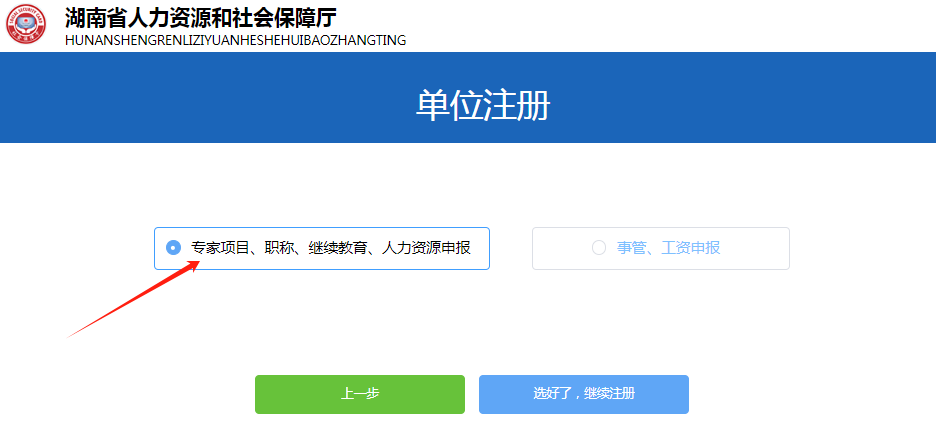 湖南省人力资源和社会保障厅
HUNANSHENGRENLIZIYUANHESHEHUIBAOZHANGTING
单位注册
专家项目、职称、继续教育、人力资源申报
事管、工资申报
上一步
选好了，继续注册